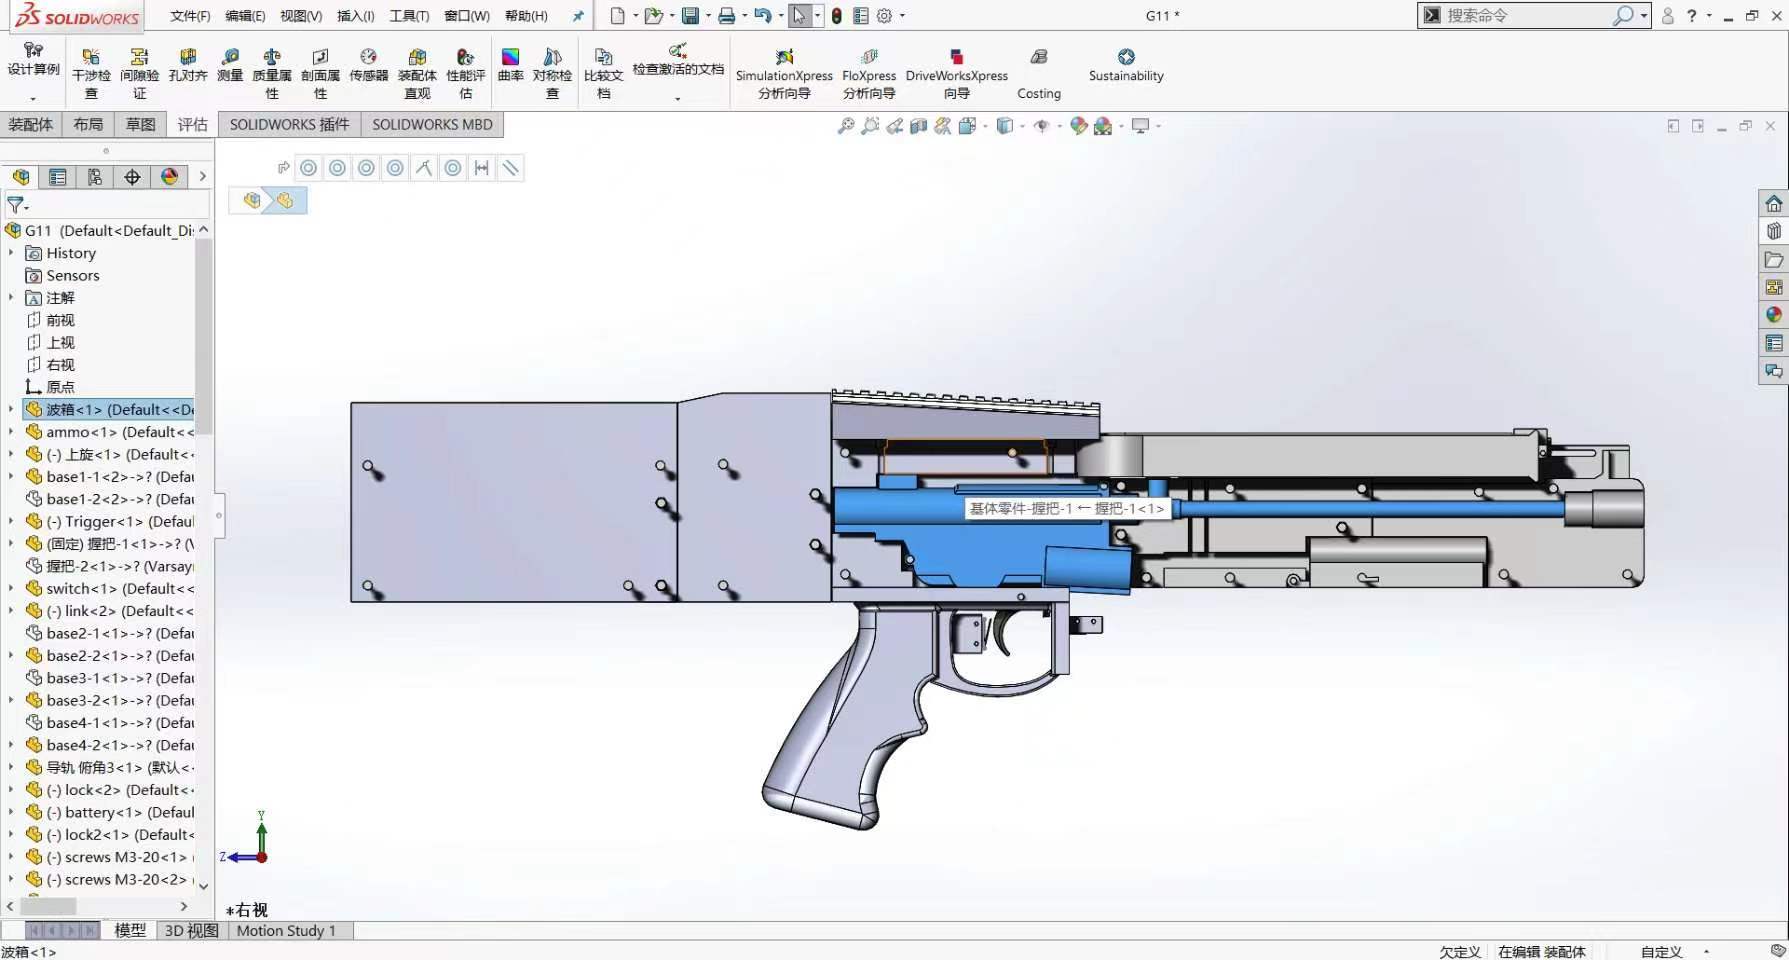 SOLIDWORKS 文件(F) 编辑(E) 视图(V) 插入(I) 工具(T) 窗口(W) 帮助(H) G11 * 搜索命令 ?
设计算例 干涉检查 间隙验证 孔对齐 测量 质量属性 剖面属性 传感器 装配体直观 性能评估 曲率 对称检查 比较文档 检查激活的文档 SimulationXpress 分析向导 FloXpress 分析向导 DriveWorksXpress 向导 Costing Sustainability
装配体 布局 草图 评估 SOLIDWORKS 插件 SOLIDWORKS MBD
G11 (Default<Default_Di
History
Sensors
注解
前视
上视
右视
原点
波箱<1> (Default<<De
ammo<1> (Default<<
(-) 上旋<1> (Default<
base1-1<2>->? (Defau
base1-2<2>->? (Defau
(-) Trigger<1> (Defaul
(固定) 握把-1<1>->? (V
握把-2<1>->? (Varsay
switch<1> (Default<<
(-) link<2> (Default<<
base2-1<1>->? (Defau
base2-2<1>->? (Defau
base3-1<1>->? (Defau
base3-2<1>->? (Defau
base4-1<1>->? (Defau
base4-2<1>->? (Defau
导轨 俯角3<1> (默认<
(-) lock<2> (Default<
(-) battery<1> (Defaul
(-) lock2<1> (Default<
(-) screws M3-20<1>
(-) screws M3-20<2>
基体零件-握把-1 ← 握把-1<1>
Y
Z
*右视
模型 3D 视图 Motion Study 1
波箱<1> 欠定义 在编辑 装配体 自定义